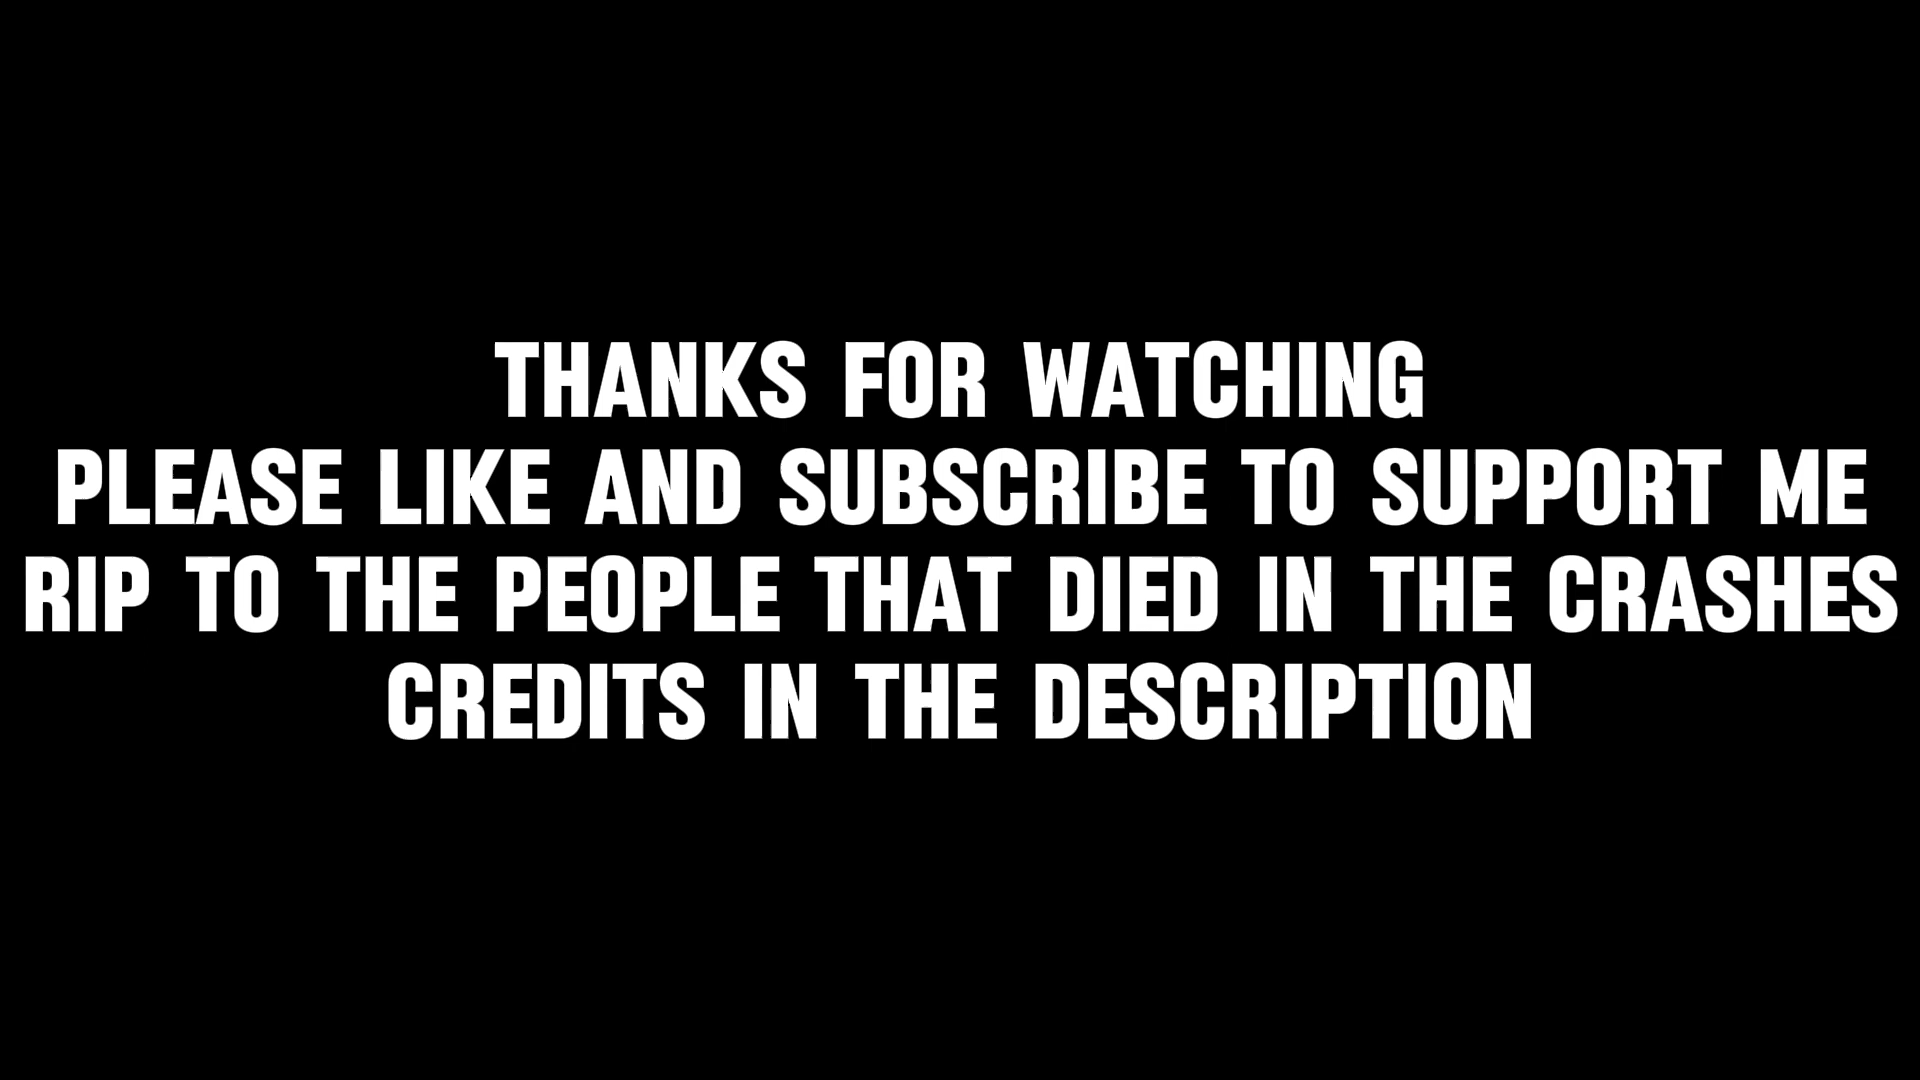 THANKS FOR WATCHING
PLEASE LIKE AND SUBSCRIBE TO SUPPORT ME
RIP TO THE PEOPLE THAT DIED IN THE CRASHES
CREDITS IN THE DESCRIPTION